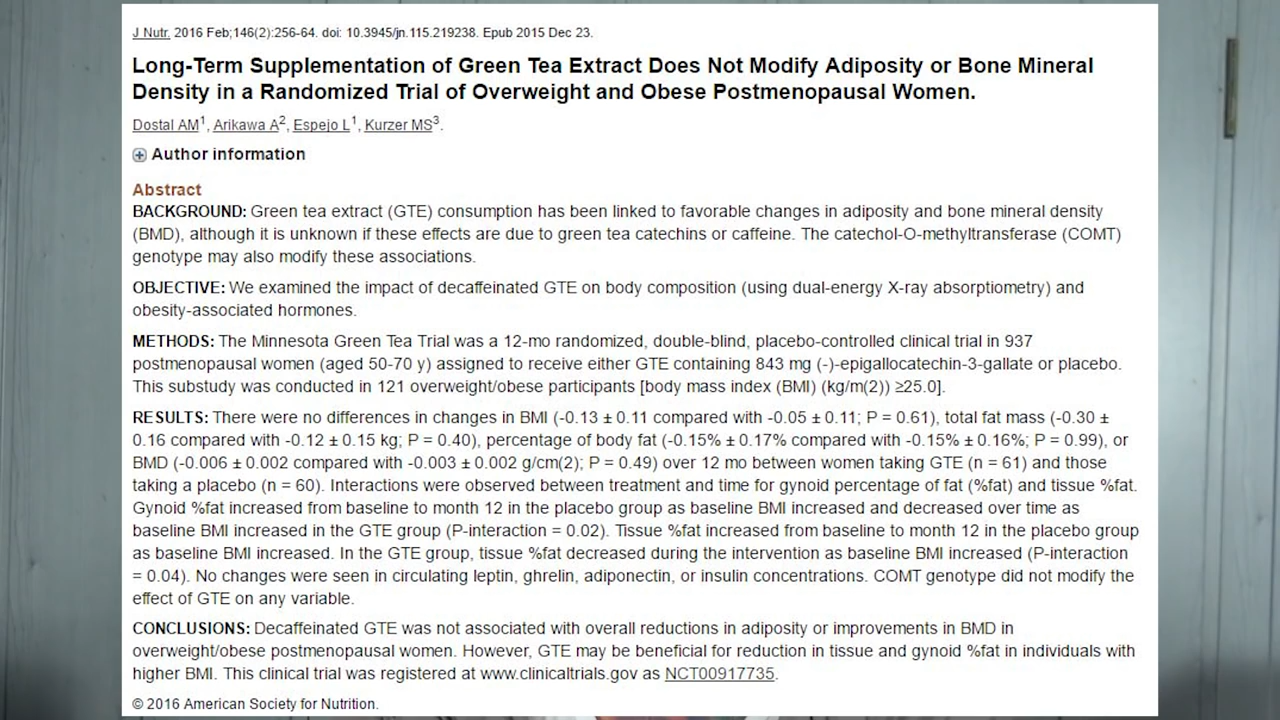 J Nutr. 2016 Feb;146(2):256-64. doi: 10.3945/jn.115.219238. Epub 2015 Dec 23.
Long-Term Supplementation of Green Tea Extract Does Not Modify Adiposity or Bone Mineral
Density in a Randomized Trial of Overweight and Obese Postmenopausal Women.
Dostal AM1, Arikawa A2, Espejo L1, Kurzer MS3.
Author information
Abstract
BACKGROUND: Green tea extract (GTE) consumption has been linked to favorable changes in adiposity and bone mineral density
(BMD), although it is unknown if these effects are due to green tea catechins or caffeine. The catechol-O-methyltransferase (COMT)
genotype may also modify these associations.
OBJECTIVE: We examined the impact of decaffeinated GTE on body composition (using dual-energy X-ray absorptiometry) and
obesity-associated hormones.
METHODS: The Minnesota Green Tea Trial was a 12-mo randomized, double-blind, placebo-controlled clinical trial in 937
postmenopausal women (aged 50-70 y) assigned to receive either GTE containing 843 mg (-)-epigallocatechin-3-gallate or placebo.
This substudy was conducted in 121 overweight/obese participants [body mass index (BMI) (kg/m(2)) ≥25.0].
RESULTS: There were no differences in changes in BMI (-0.13 ± 0.11 compared with -0.05 ± 0.11; P = 0.61), total fat mass (-0.30 ±
0.16 compared with -0.12 ± 0.15 kg; P = 0.40), percentage of body fat (-0.15% ± 0.17% compared with -0.15% ± 0.16%; P = 0.99), or
BMD (-0.006 ± 0.002 compared with -0.003 ± 0.002 g/cm(2); P = 0.49) over 12 mo between women taking GTE (n = 61) and those
taking a placebo (n = 60). Interactions were observed between treatment and time for gynoid percentage of fat (%fat) and tissue %fat.
Gynoid %fat increased from baseline to month 12 in the placebo group as baseline BMI increased and decreased over time as
baseline BMI increased in the GTE group (P-interaction = 0.02). Tissue %fat increased from baseline to month 12 in the placebo group
as baseline BMI increased. In the GTE group, tissue %fat decreased during the intervention as baseline BMI increased (P-interaction
= 0.04). No changes were seen in circulating leptin, ghrelin, adiponectin, or insulin concentrations. COMT genotype did not modify the
effect of GTE on any variable.
CONCLUSIONS: Decaffeinated GTE was not associated with overall reductions in adiposity or improvements in BMD in
overweight/obese postmenopausal women. However, GTE may be beneficial for reduction in tissue and gynoid %fat in individuals with
higher BMI. This clinical trial was registered at www.clinicaltrials.gov as NCT00917735.
© 2016 American Society for Nutrition.